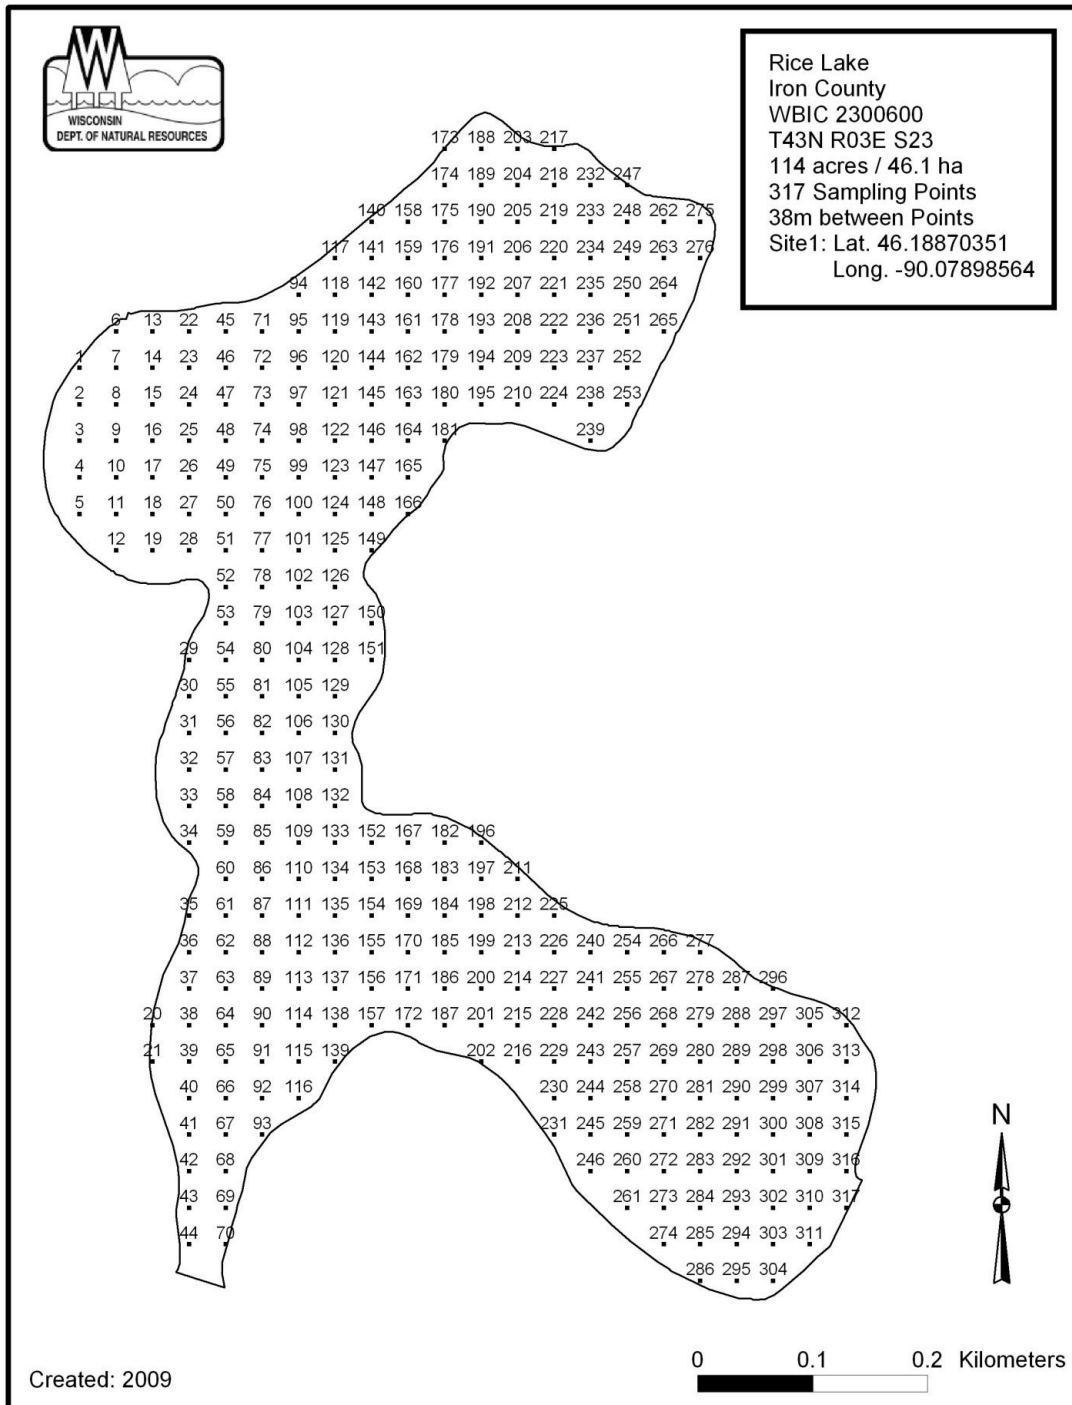 WISCONSIN
DEPT. OF NATURAL RESOURCES
Rice Lake
Iron County
WBIC 2300600
T43N R03E S23
114 acres / 46.1 ha
317 Sampling Points
38m between Points
Site1: Lat. 46.18870351
Long. -90.07898564
173 188 203 217
174 189 204 218 232 247
140 158 175 190 205 219 233 248 262 275
117 141 159 176 191 206 220 234 249 263 276
94 118 142 160 177 192 207 221 235 250 264
6 13 22 45 71 95 119 143 161 178 193 208 222 236 251 265
1 7 14 23 46 72 96 120 144 162 179 194 209 223 237 252
2 8 15 24 47 73 97 121 145 163 180 195 210 224 238 253
3 9 16 25 48 74 98 122 146 164 181 239
4 10 17 26 49 75 99 123 147 165
5 11 18 27 50 76 100 124 148 166
12 19 28 51 77 101 125 149
52 78 102 126
53 79 103 127 150
29 54 80 104 128 151
30 55 81 105 129
31 56 82 106 130
32 57 83 107 131
33 58 84 108 132
34 59 85 109 133 152 167 182 196
60 86 110 134 153 168 183 197 211
35 61 87 111 135 154 169 184 198 212 225
36 62 88 112 136 155 170 185 199 213 226 240 254 266 277
37 63 89 113 137 156 171 186 200 214 227 241 255 267 278 287 296
20 38 64 90 114 138 157 172 187 201 215 228 242 256 268 279 288 297 305 312
21 39 65 91 115 139 202 216 229 243 257 269 280 289 298 306 313
40 66 92 116 230 244 258 270 281 290 299 307 314
41 67 93 231 245 259 271 282 291 300 308 315
N
42 68 246 260 272 283 292 301 309 316
43 69 261 273 284 293 302 310 317
44 70 274 285 294 303 311
286 295 304
0 0.1 0.2 Kilometers
Created: 2009